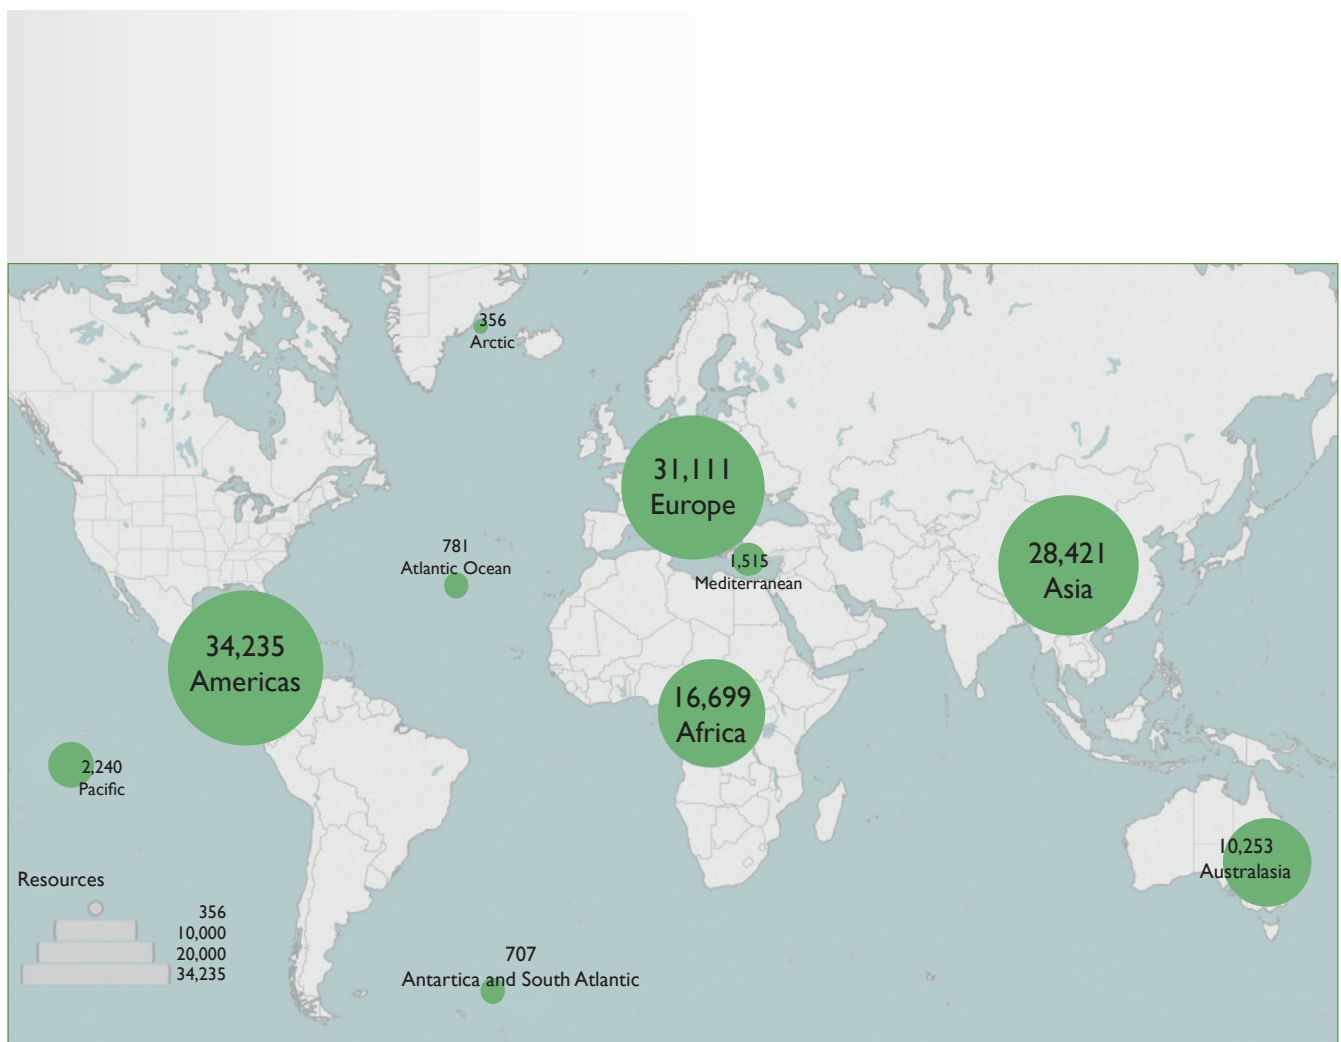 356
Arctic
31,111
Europe
781
Atlantic Ocean
1,515
Mediterranean
28,421
Asia
34,235
Americas
16,699
Africa
2,240
Pacific
10,253
Australasia
Resources
356
10,000
20,000
34,235
707
Antartica and South Atlantic